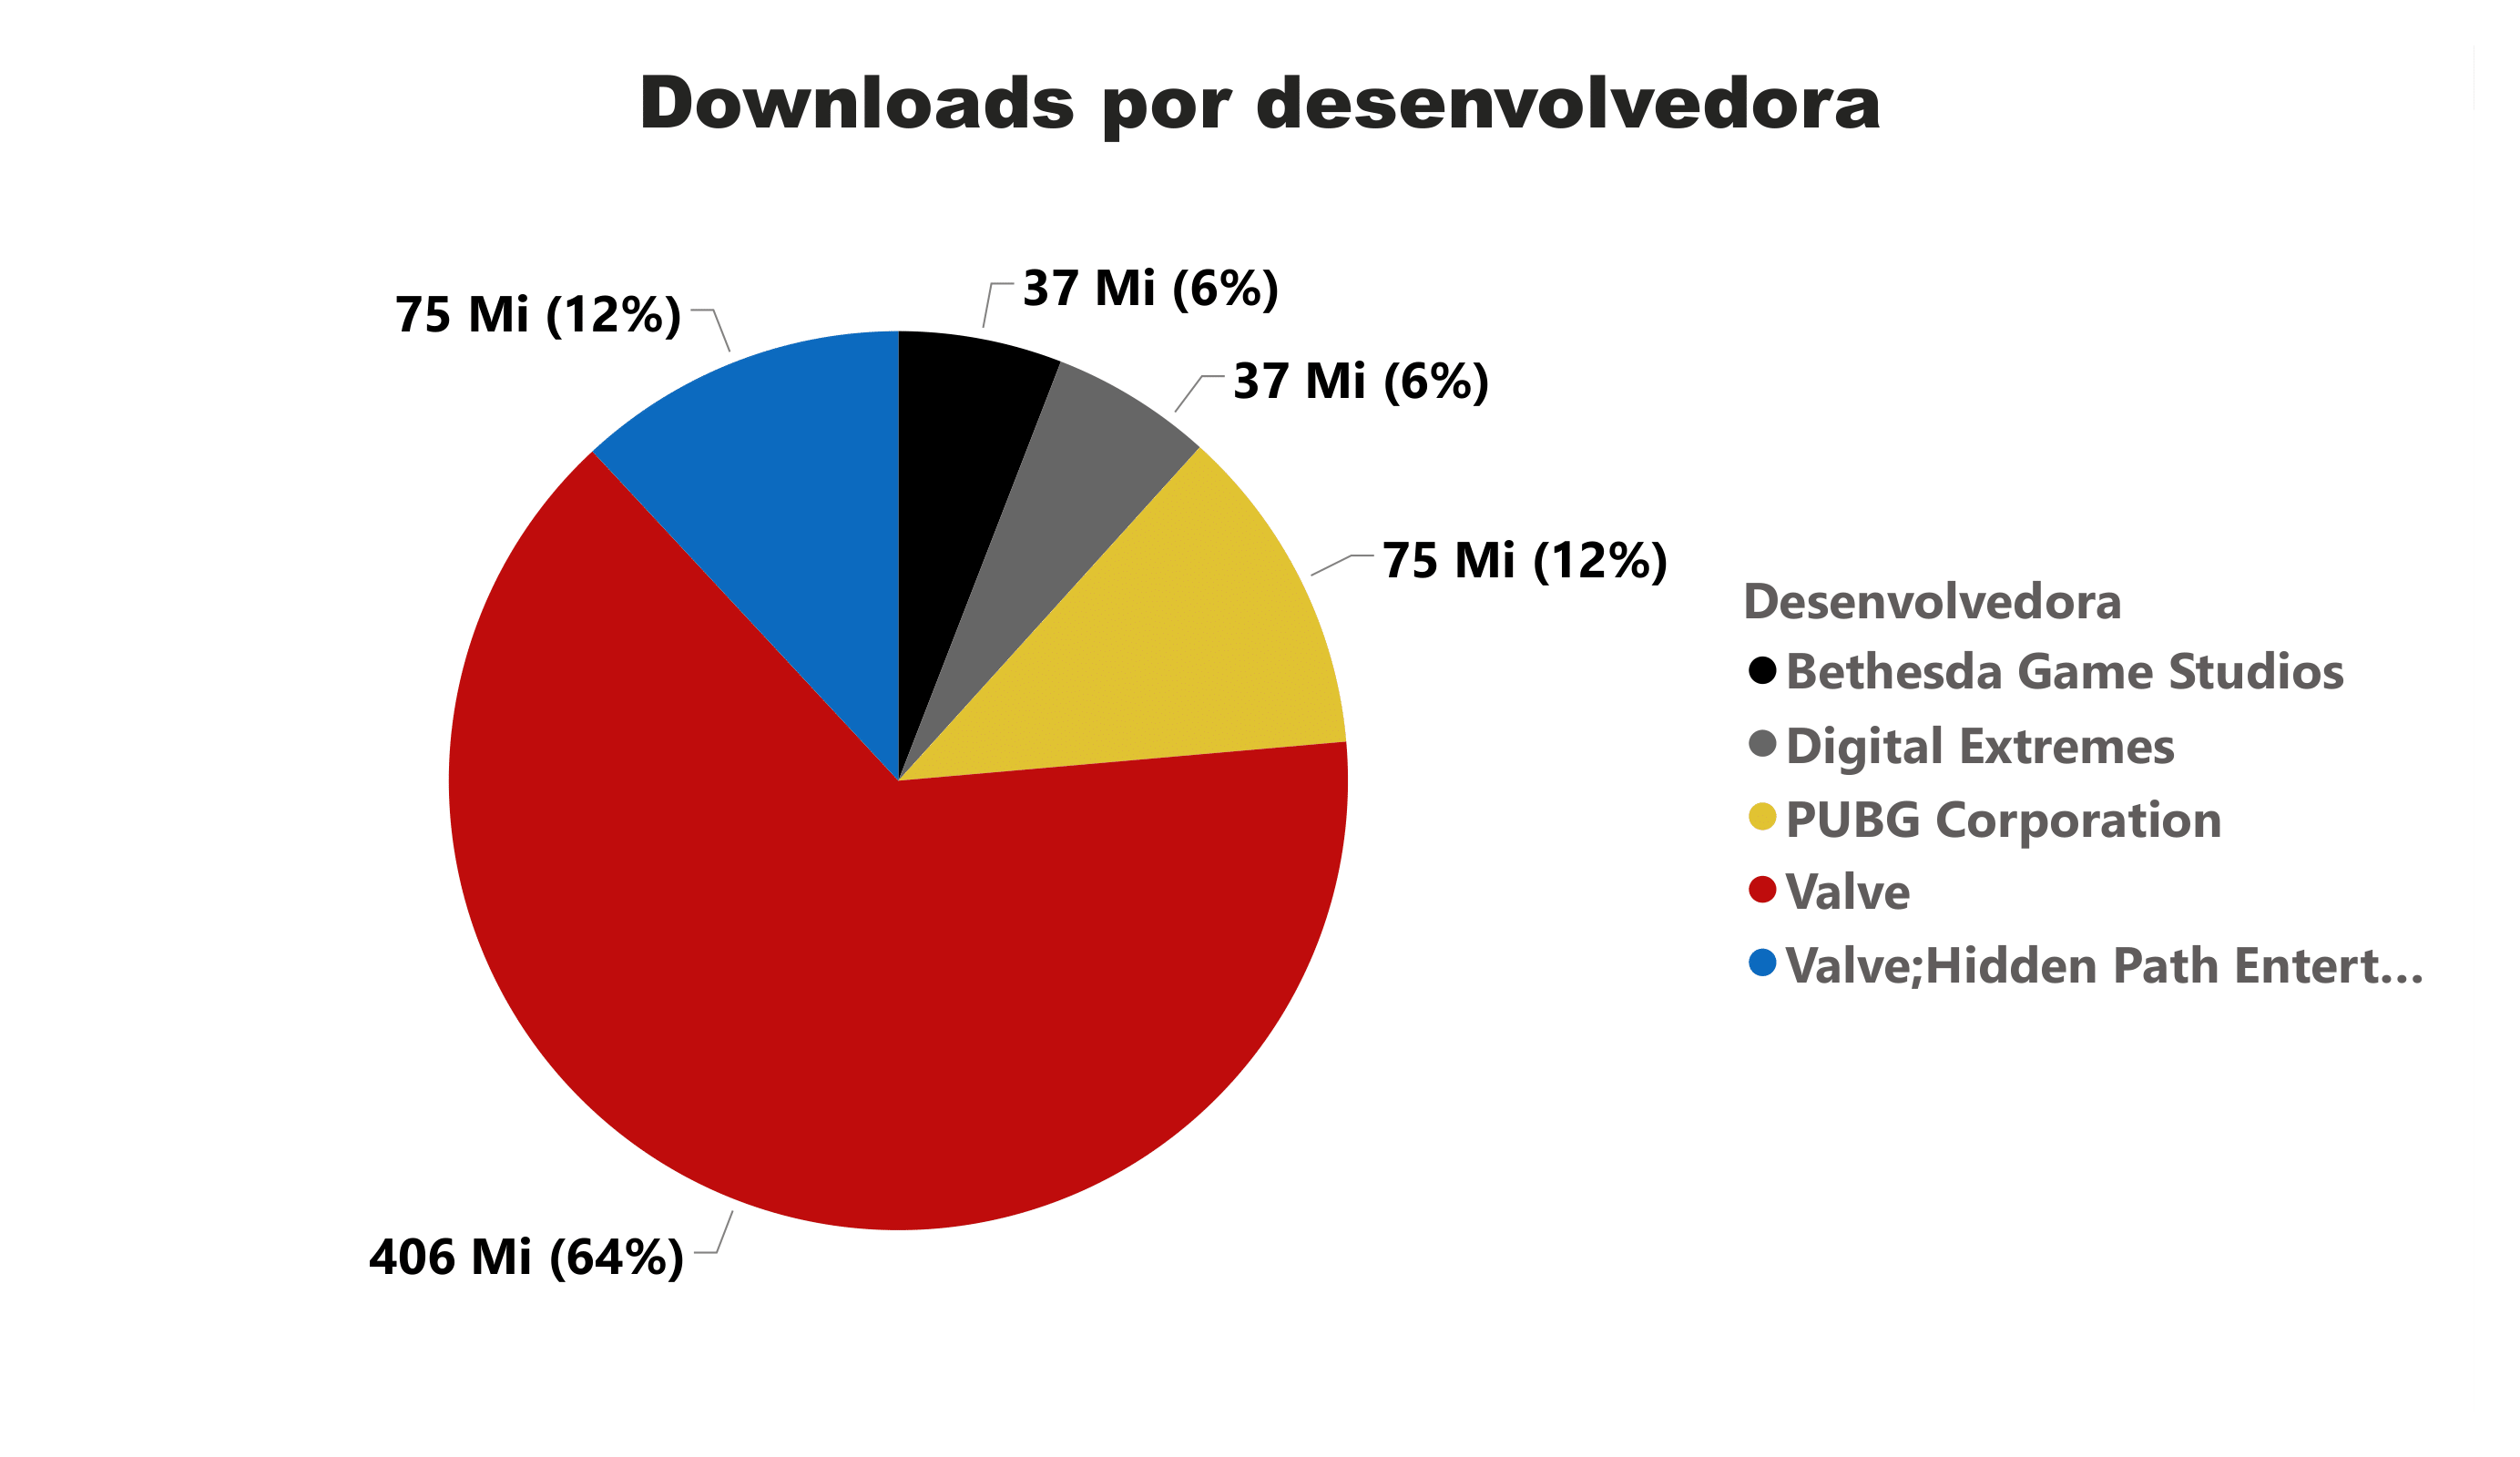 Downloads por desenvolvedora
37 Mi (6%)
75 Mi (12%)
37 Mi (6%)
75 Mi (12%)
406 Mi (64%)
Desenvolvedora
Bethesda Game Studios
Digital Extremes
PUBG Corporation
Valve
Valve;Hidden Path Entert...